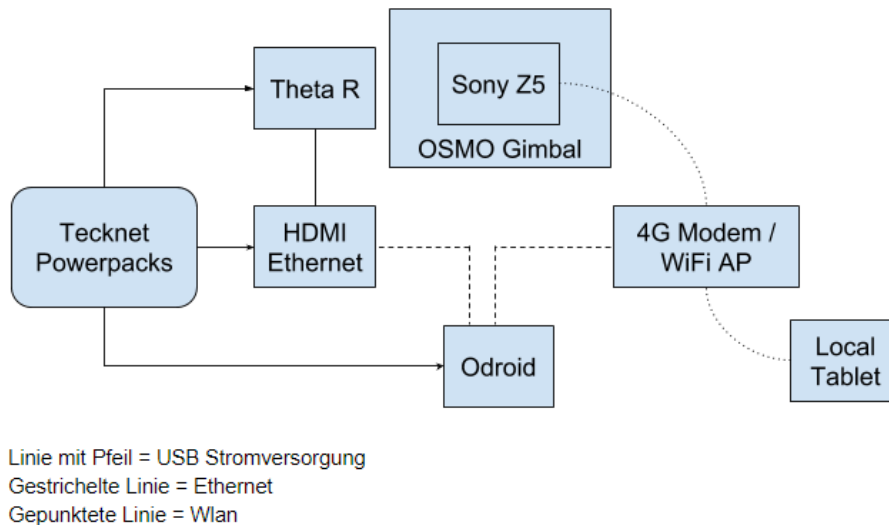 Theta R
Sony Z5
OSMO Gimbal
Tecknet
Powerpacks
HDMI
Ethernet
4G Modem /
WiFi AP
Odroid
Local
Tablet
Linie mit Pfeil = USB Stromversorgung
Gestrichelte Linie = Ethernet
Gepunktete Linie = Wlan